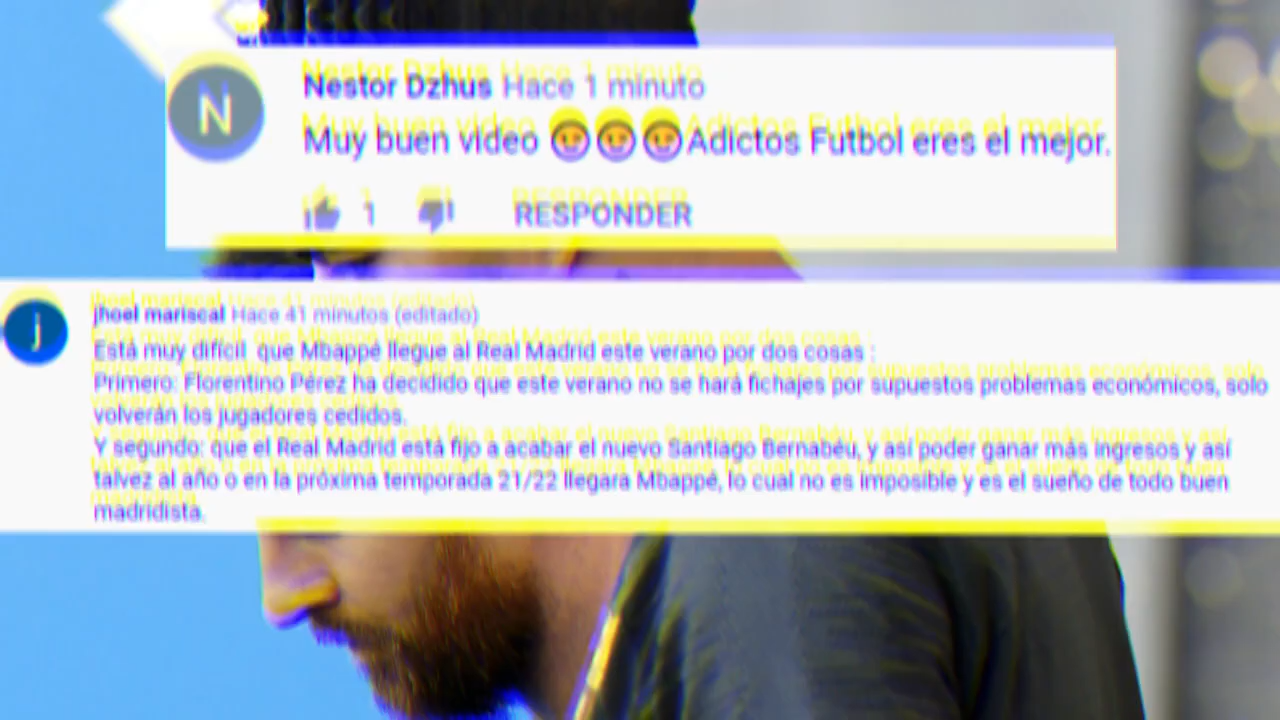 N
Nestor Dzhus Hace 1 minuto
Muy buen video 😀😀😀Adictos Futbol eres el mejor.
1 RESPONDER
j
jhoel mariscal Hace 41 minutos (editado)
Está muy difícil  que Mbappé llegue al Real Madrid este verano por dos cosas :
Primero: Florentino Pérez ha decidido que este verano no se hará fichajes por supuestos problemas económicos, solo
volverán los jugadores cedidos.
Y segundo: que el Real Madrid está fijo a acabar el nuevo Santiago Bernabéu, y así poder ganar más ingresos y así
talvez al año o en la próxima temporada 21/22 llegara Mbappé, lo cual no es imposible y es el sueño de todo buen
madridista.